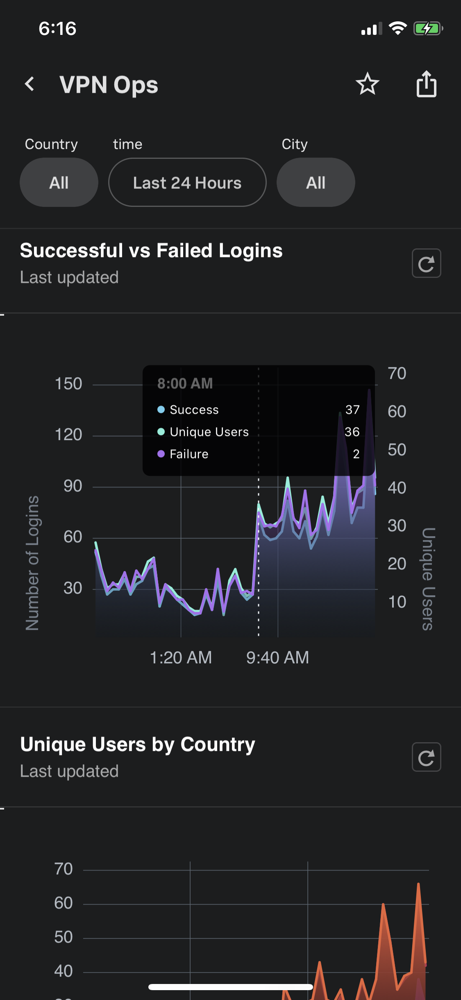 6:16
VPN Ops
Country time City
All Last 24 Hours All
Successful vs Failed Logins
Last updated
8:00 AM
Success 37
Unique Users 36
Failure 2
150
120
90
60
30
70
60
50
40
30
20
10
Number of Logins
Unique Users
1:20 AM 9:40 AM
Unique Users by Country
Last updated
70
60
50
40